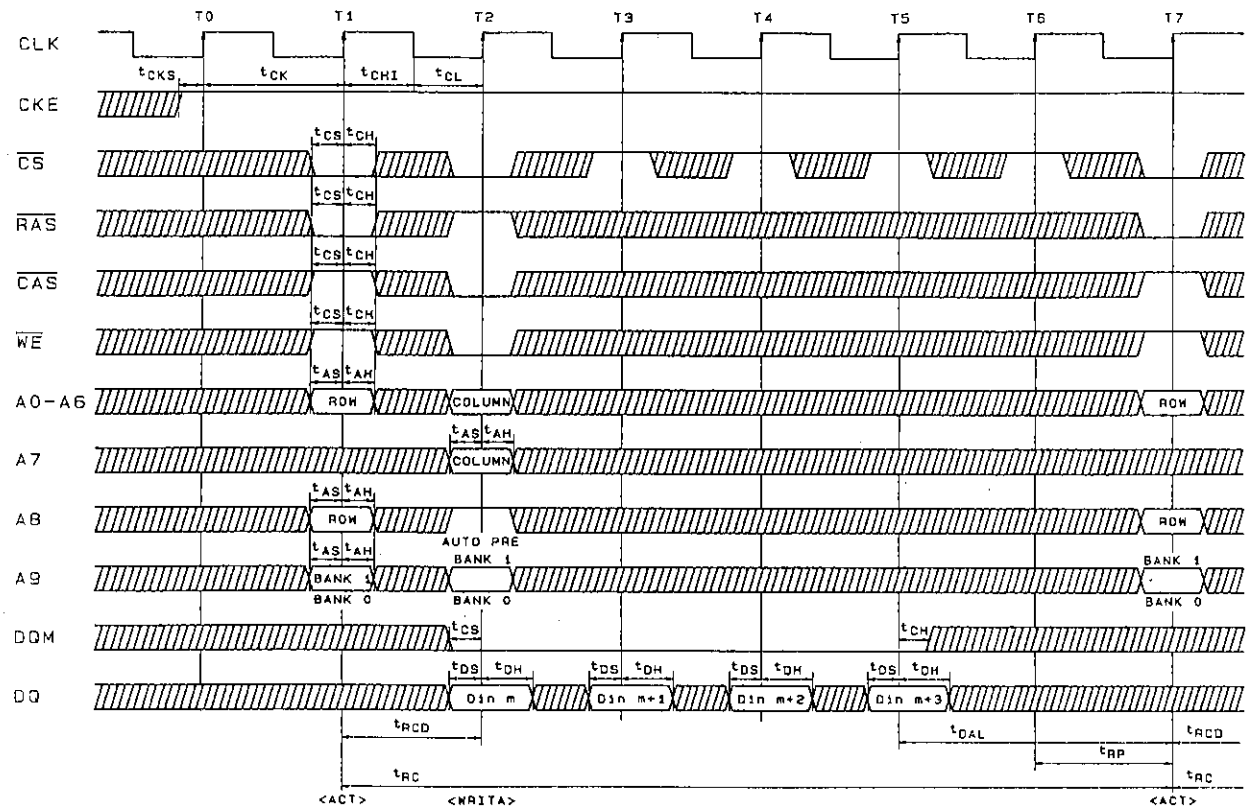 T0 T1 T2 T3 T4 T5 T6 T7
CLK
tCKS tCK tCHI tCL
CKE
tCS tCH
CS
tCS tCH
RAS
tCS tCH
CAS
tCS tCH
WE
tAS tAH
A0-A6 ROW COLUMN ROW
tAS tAH
A7 COLUMN
tAS tAH
A8 ROW ROW
AUTO PRE
tAS tAH BANK 1 BANK 1
A9 BANK 1
BANK 0 BANK 0 BANK 0
DQM tCS tCH
tDS tDH tDS tDH tDS tDH tDS tDH
DQ Din m Din m+1 Din m+2 Din m+3
tRCD tDAL tRCD
tRP
tRC tRC
<ACT> <WRITA> <ACT>